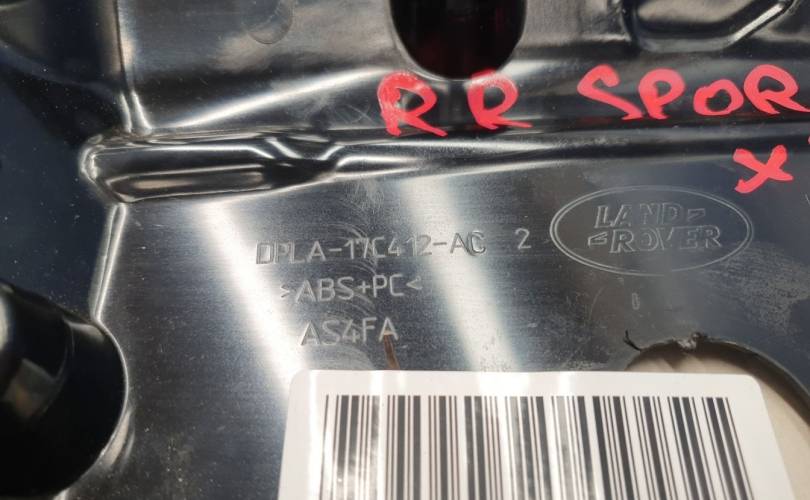 RR SPOR
X
DPLA-17C412-AC 2
LAND-
ROVER
>ABS+PC<
AS4FA